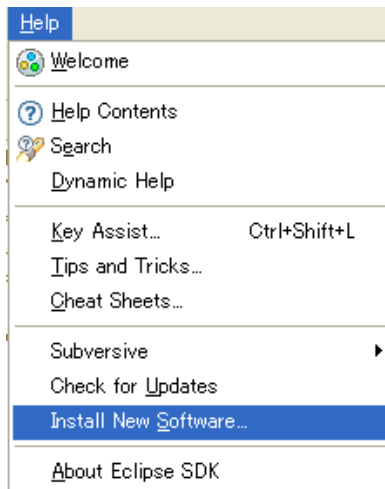 Help
Welcome
Help Contents
Search
Dynamic Help
Key Assist... Ctrl+Shift+L
Tips and Tricks...
Cheat Sheets...
Subversive
Check for Updates
Install New Software...
About Eclipse SDK